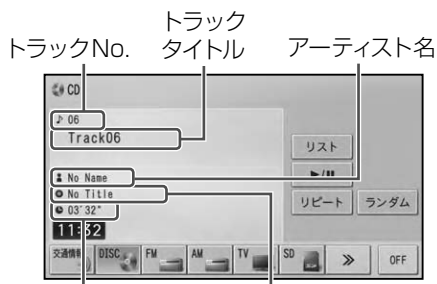 トラック
トラックNo. タイトル アーティスト名
CD
♪ 06
Track06
リスト
No Name
▶/II
No Title
リピート ランダム
03'32"
11:32
交通情報 DISC FM AM TV SD ≫ OFF